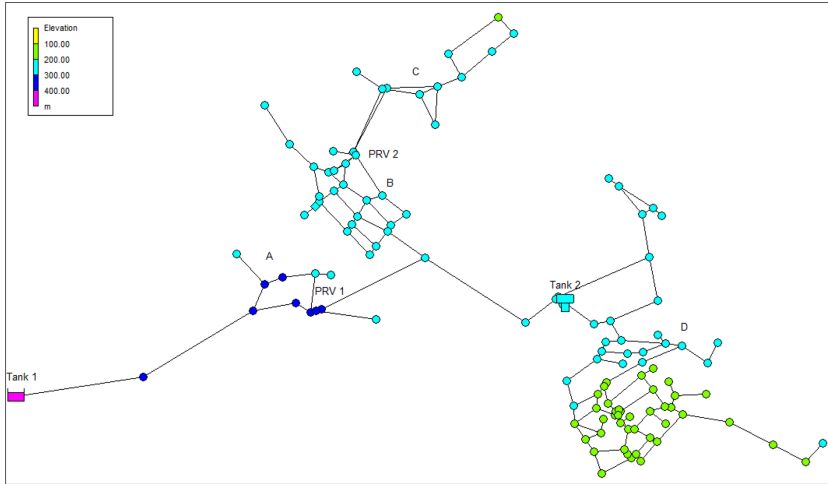 Elevation
100.00
200.00
300.00
400.00
m
C
PRV 2
B
A
PRV 1
Tank 2
D
Tank 1